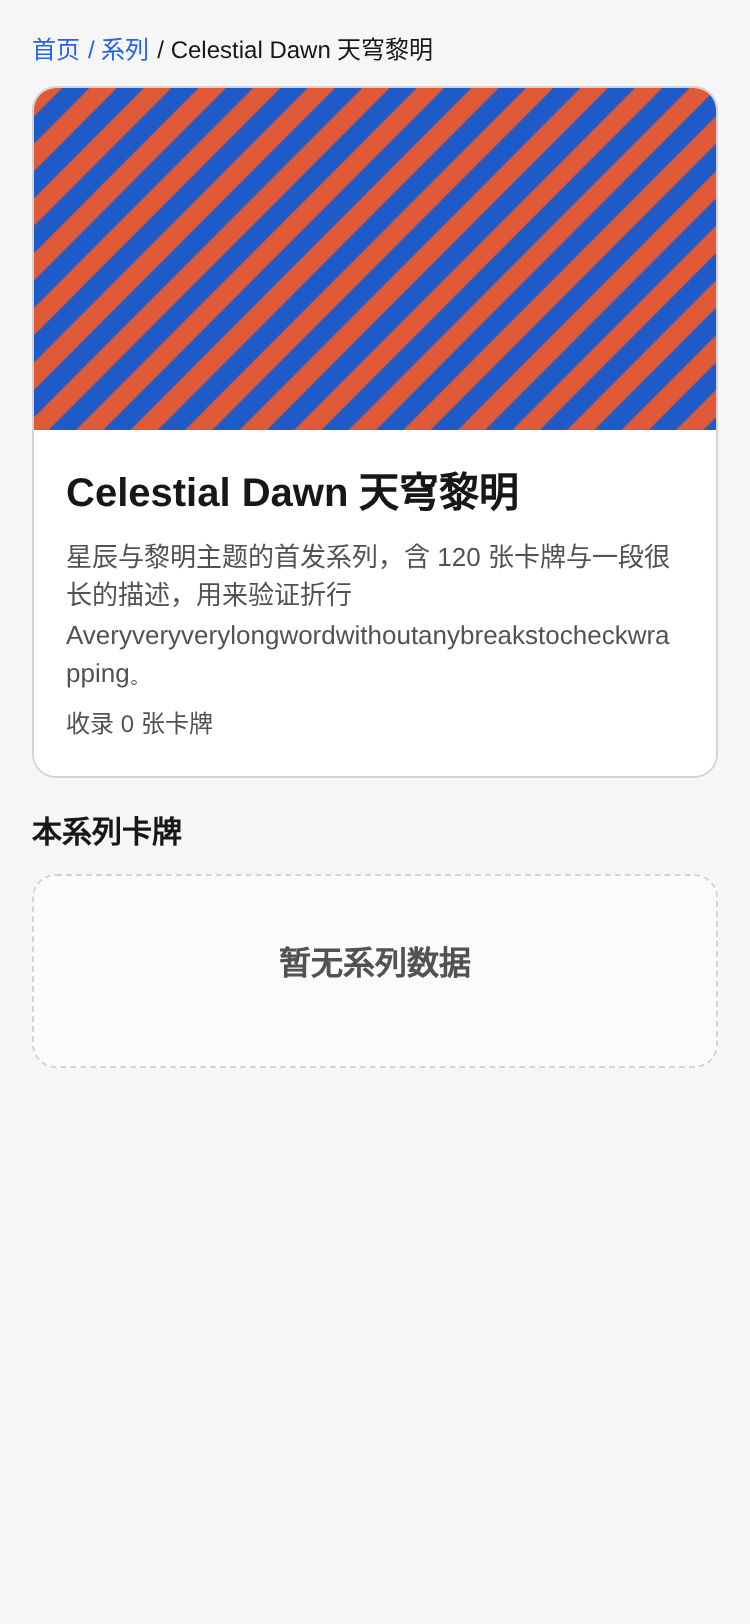 首页 / 系列 / Celestial Dawn 天穹黎明
Celestial Dawn 天穹黎明
星辰与黎明主题的首发系列，含 120 张卡牌与一段很
长的描述，用来验证折行
Averyveryverylongwordwithoutanybreakstocheckwra
pping。
收录 0 张卡牌
本系列卡牌
暂无系列数据